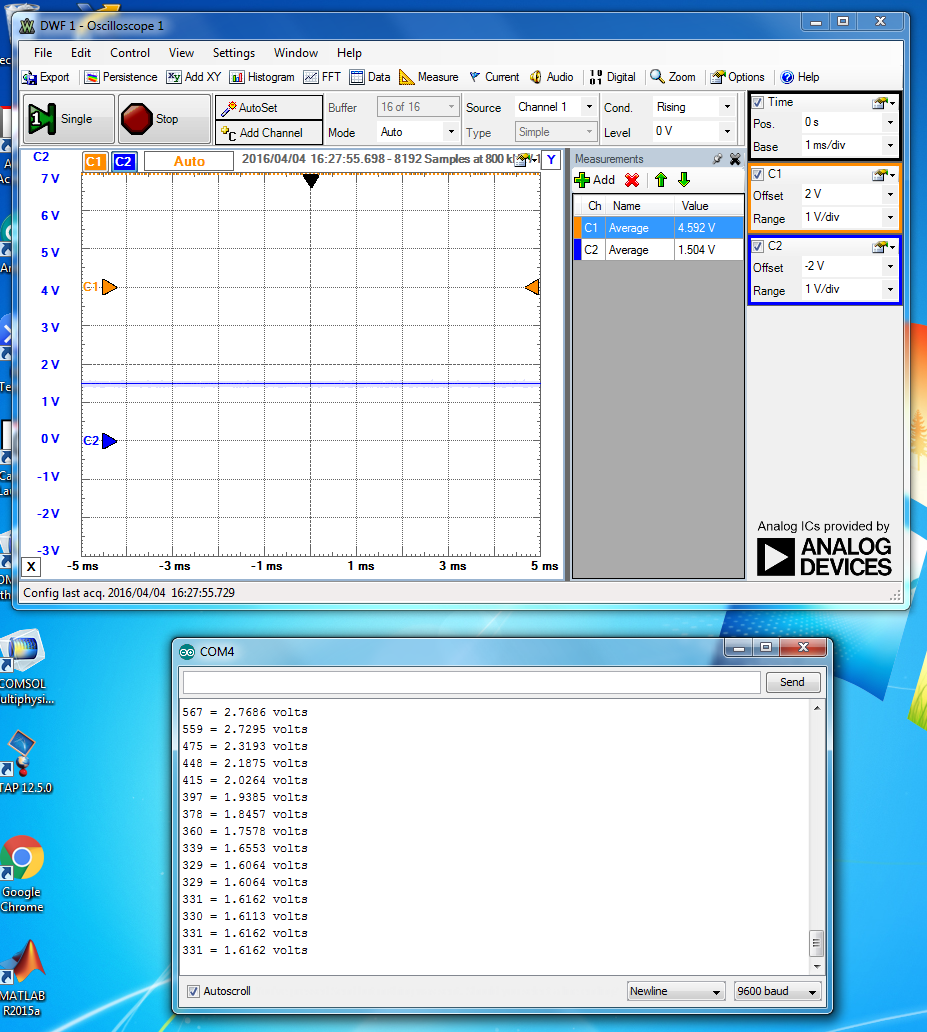 DWF 1 - Oscilloscope 1
File Edit Control View Settings Window Help
Export Persistence Add XY Histogram FFT Data Measure Current Audio Digital Zoom Options Help
Single Stop AutoSet Buffer 16 of 16 Source Channel 1 Cond. Rising
Add Channel Mode Auto Type Simple Level 0 V
Time
Pos. 0 s
Base 1 ms/div
C1
Offset 2 V
Range 1 V/div
C2
Offset -2 V
Range 1 V/div
C2 C1 C2 Auto 2016/04/04 16:27:55.698 - 8192 Samples at 800 Y
7 V
6 V
5 V
4 V
3 V
2 V
1 V
0 V
-1 V
-2 V
-3 V
C1
C2
X -5 ms -3 ms -1 ms 1 ms 3 ms 5 ms
Measurements
Add
Ch Name Value
C1 Average 4.592 V
C2 Average 1.504 V
Analog ICs provided by
ANALOG
DEVICES
Config last acq. 2016/04/04 16:27:55.729
COM4
Send
567 = 2.7686 volts
559 = 2.7295 volts
475 = 2.3193 volts
448 = 2.1875 volts
415 = 2.0264 volts
397 = 1.9385 volts
378 = 1.8457 volts
360 = 1.7578 volts
339 = 1.6553 volts
329 = 1.6064 volts
329 = 1.6064 volts
331 = 1.6162 volts
330 = 1.6113 volts
331 = 1.6162 volts
331 = 1.6162 volts
Autoscroll Newline 9600 baud
COMSOL
ultiphysi...
TAP 12.5.0
Google
Chrome
MATLAB
R2015a